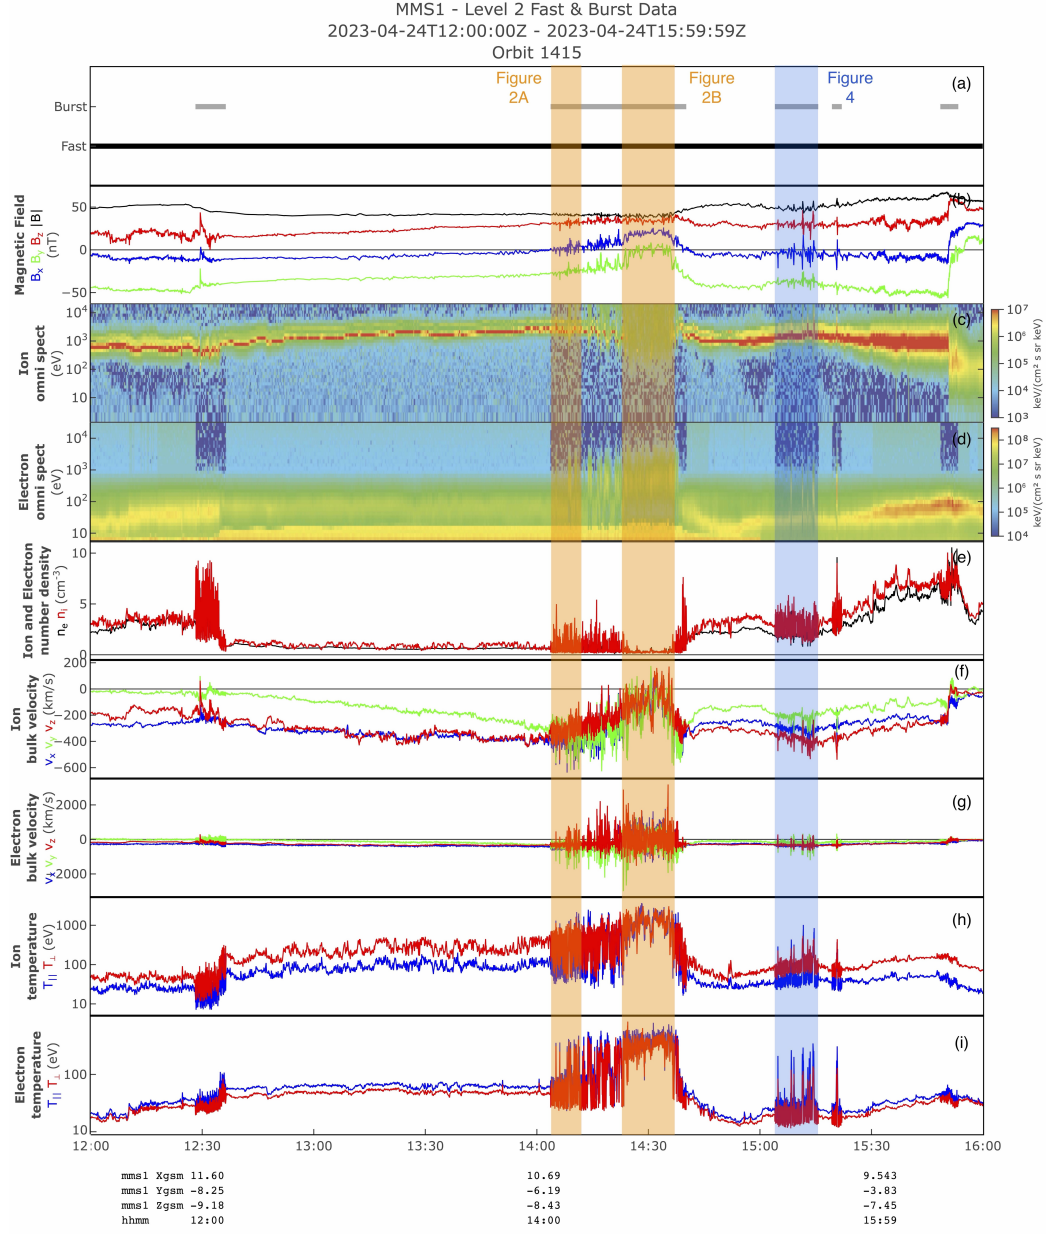 MMS1 - Level 2 Fast & Burst Data
2023-04-24T12:00:00Z - 2023-04-24T15:59:59Z
Orbit 1415
Figure 2A
Figure 2B
Figure 4
(a)
Burst
Fast
Magnetic Field
Bx By Bz |B|
(nT)
50
0
−50
(b)
Ion
omni spect
(eV)
10⁴
10³
10²
10
(c)
10⁷
10⁶
10⁵
10⁴
10³
keV/(cm² s sr keV)
Electron
omni spect
(eV)
10⁴
10³
10²
10
(d)
10⁸
10⁷
10⁶
10⁵
10⁴
keV/(cm² s sr keV)
Ion and Electron
number density
nₑ nᵢ (cm⁻³)
10
5
0
(e)
Ion
bulk velocity
vx vy vz (km/s)
200
0
−200
−400
−600
(f)
Electron
bulk velocity
vx vy vz (km/s)
2000
0
−2000
(g)
Ion
temperature
T|| T⊥ (eV)
1000
100
10
(h)
Electron
temperature
T|| T⊥ (eV)
100
10
(i)
12:00 12:30 13:00 13:30 14:00 14:30 15:00 15:30 16:00
mms1 Xgsm 11.60 10.69 9.543
mms1 Ygsm -8.25 -6.19 -3.83
mms1 Zgsm -9.18 -8.43 -7.45
hhmm 12:00 14:00 15:59